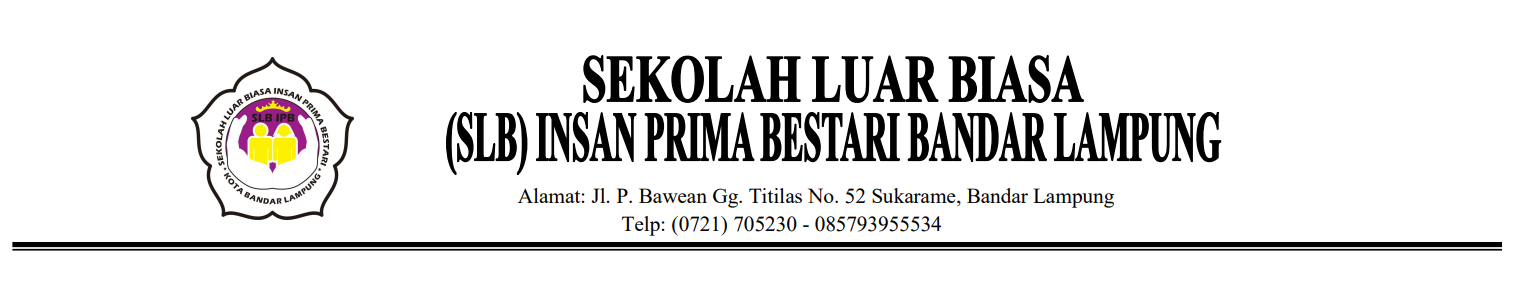 SEKOLAH LUAR BIASA INSAN PRIMA BESTARI
SLB IPB
* KOTA BANDAR LAMPUNG *
SEKOLAH LUAR BIASA
(SLB) INSAN PRIMA BESTARI BANDAR LAMPUNG
Alamat: Jl. P. Bawean Gg. Titilas No. 52 Sukarame, Bandar Lampung
Telp: (0721) 705230 - 085793955534